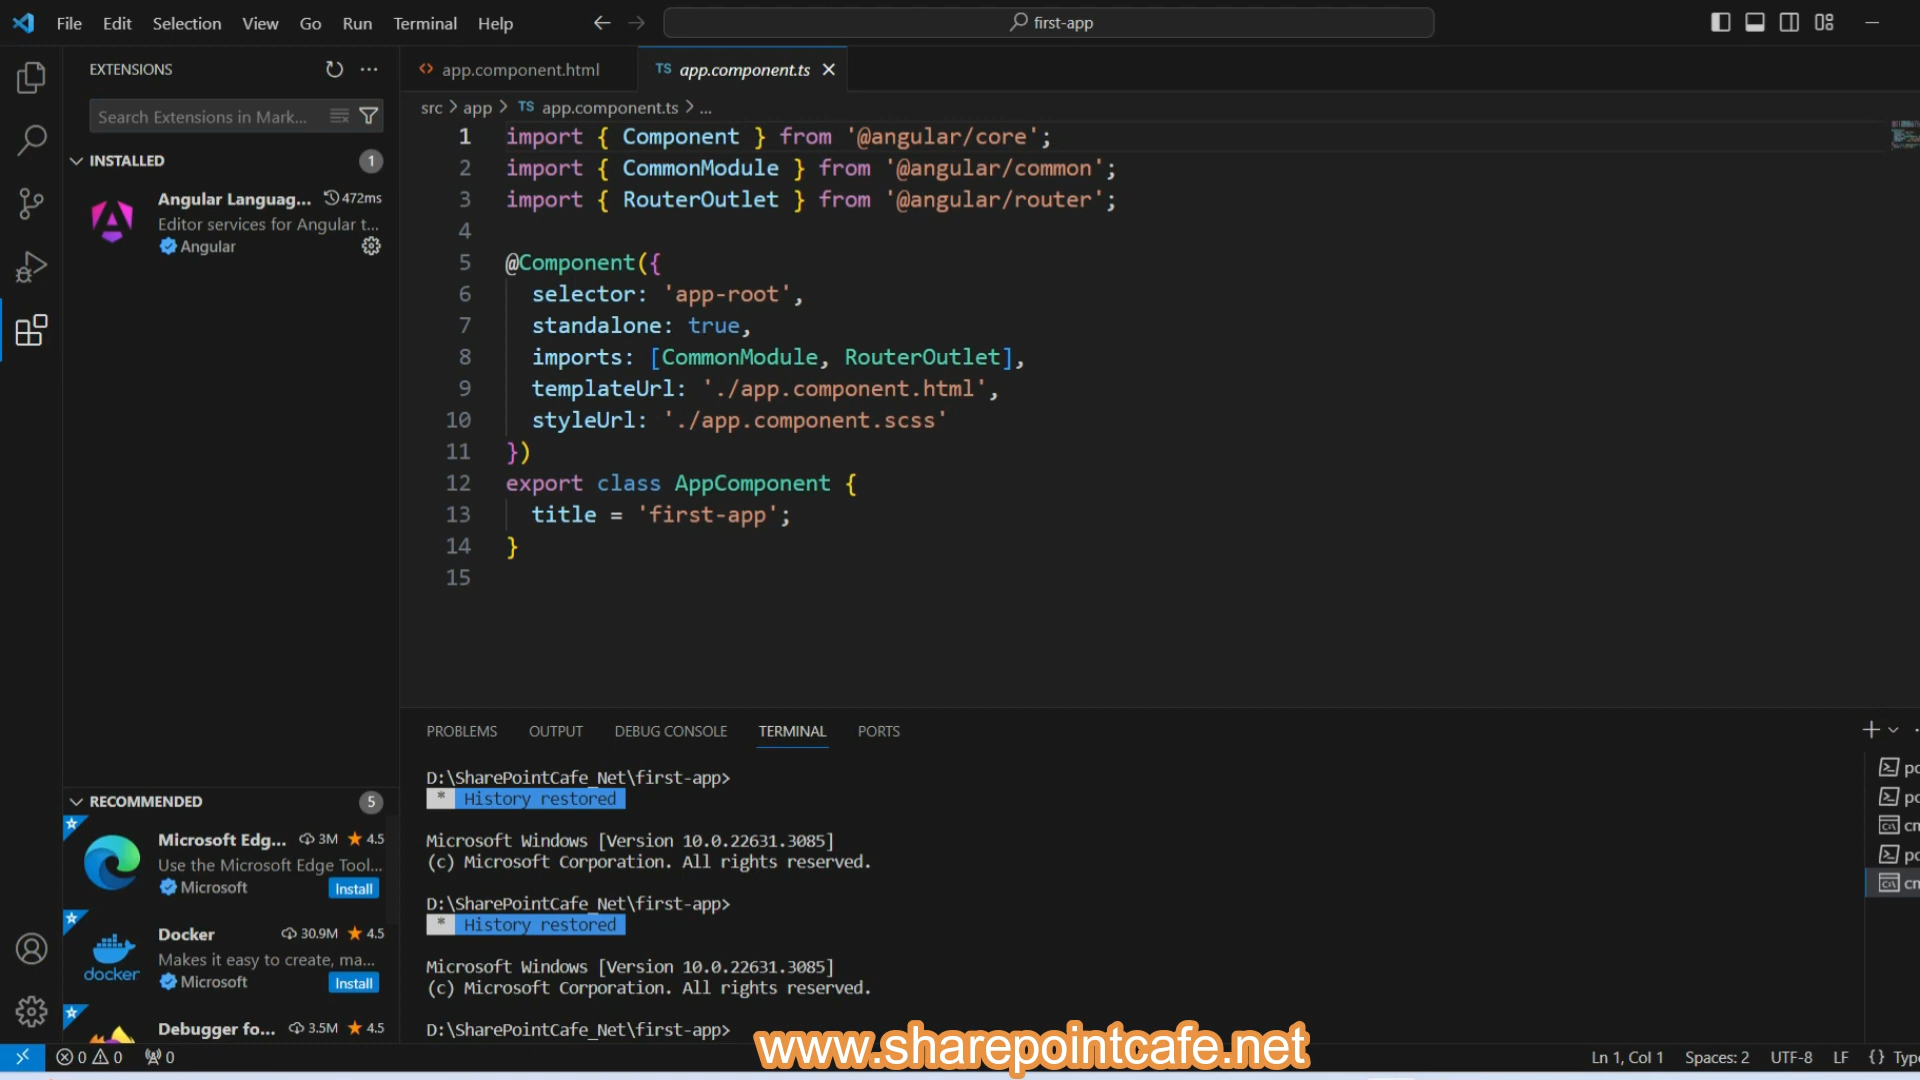 File Edit Selection View Go Run Terminal Help
first-app
EXTENSIONS
Search Extensions in Mark...
INSTALLED 1
Angular Languag... 472ms
Editor services for Angular t...
Angular
RECOMMENDED 5
Microsoft Edg... 3M 4.5
Use the Microsoft Edge Tool...
Microsoft Install
docker
Docker 30.9M 4.5
Makes it easy to create, ma...
Microsoft Install
Debugger fo... 3.5M 4.5
app.component.html
TS app.component.ts
src > app > TS app.component.ts > ...
1 import { Component } from '@angular/core';
2 import { CommonModule } from '@angular/common';
3 import { RouterOutlet } from '@angular/router';
4
5 @Component({
6 selector: 'app-root',
7 standalone: true,
8 imports: [CommonModule, RouterOutlet],
9 templateUrl: './app.component.html',
10 styleUrl: './app.component.scss'
11 })
12 export class AppComponent {
13 title = 'first-app';
14 }
15
PROBLEMS OUTPUT DEBUG CONSOLE TERMINAL PORTS
D:\SharePointCafe_Net\first-app>
* History restored
Microsoft Windows [Version 10.0.22631.3085]
(c) Microsoft Corporation. All rights reserved.
D:\SharePointCafe_Net\first-app>
* History restored
Microsoft Windows [Version 10.0.22631.3085]
(c) Microsoft Corporation. All rights reserved.
D:\SharePointCafe_Net\first-app>
po
po
cm
po
cm
www.sharepointcafe.net
0 0 0
Ln 1, Col 1 Spaces: 2 UTF-8 LF {} Type